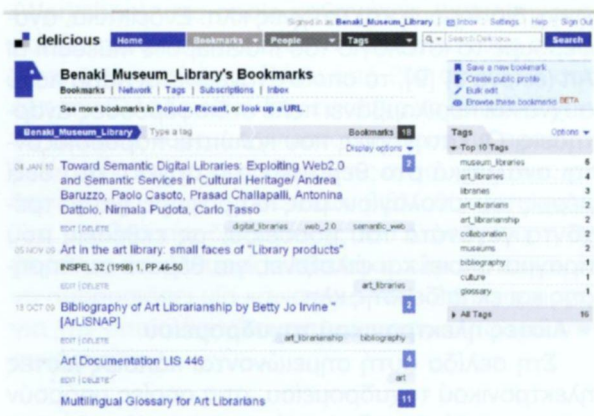 Signed in as Benaki_Museum_Library Inbox Settings Help Sign Out
delicious Home Bookmarks People Tags Search Delicious Search
Benaki_Museum_Library's Bookmarks
Bookmarks | Network | Tags | Subscriptions | Inbox
See more bookmarks in Popular, Recent, or look up a URL.
Save a new bookmark
Create public profile
Bulk edit
Browse these bookmarks BETA
Benaki_Museum_Library Type a tag Bookmarks 18
Display options
Toward Semantic Digital Libraries: Exploiting Web2.0 2
and Semantic Services in Cultural Heritage/ Andrea
Baruzzo, Paolo Casoto, Prasad Challapalli, Antonina
Dattolo, Nirmala Pudota, Carlo Tasso
digital_libraries web_2.0 semantic_web
EDIT | DELETE
05 NOV 09 Art in the art library: small faces of "Library products"
INSPEL 32 (1998) 1, PP.46-50
art_libraries
EDIT | DELETE
13 OCT 09 Bibliography of Art Librarianship by Betty Jo Irvine " 2
[ArLiSNAP]
art_librarianship bibliography
EDIT | DELETE
Art Documentation LIS 446 4
art
EDIT | DELETE
Multilingual Glossary for Art Librarians 11
Tags Options
Top 10 Tags
museum_libraries 6
art_libraries 5
libraries 3
art_librarians 2
art_librarianship 2
collaboration 2
museum 2
bibliography 1
culture 1
glossary 1
All Tags 16